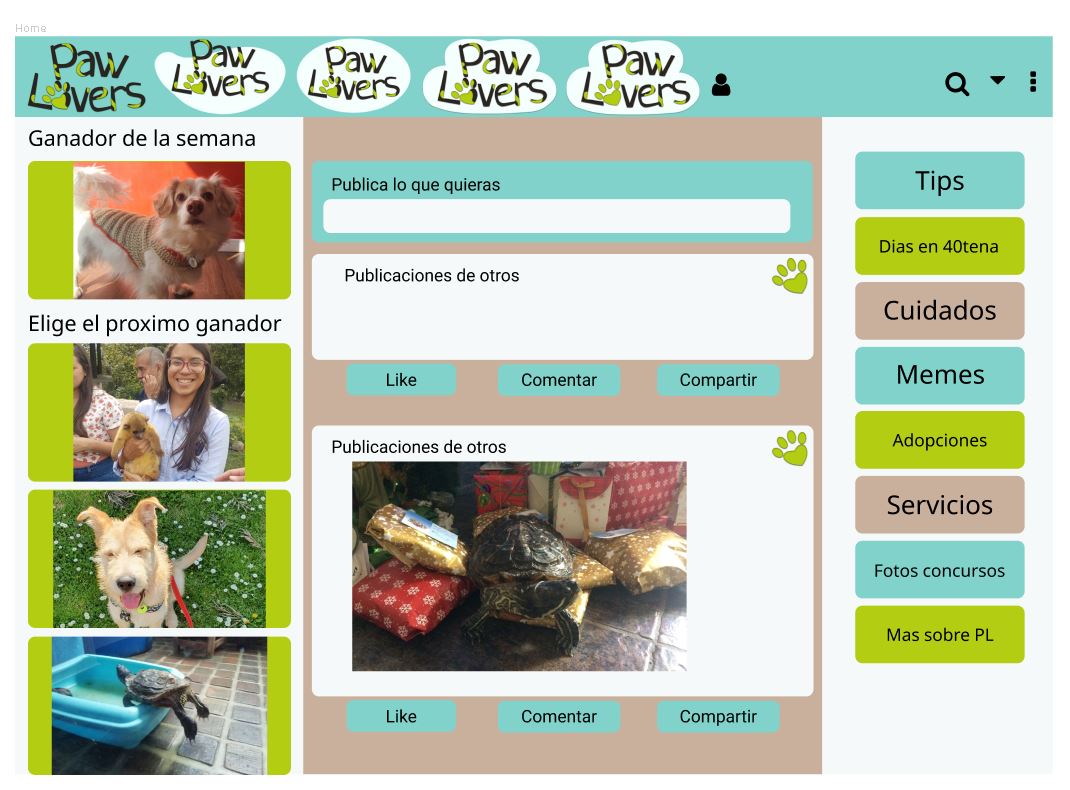 Home
Paw
Lovers
Paw
Lovers
Paw
Lovers
Paw
Lovers
Paw
Lovers
Ganador de la semana
Elige el proximo ganador
Publica lo que quieras
Publicaciones de otros
Like
Comentar
Compartir
Publicaciones de otros
Like
Comentar
Compartir
Tips
Dias en 40tena
Cuidados
Memes
Adopciones
Servicios
Fotos concursos
Mas sobre PL